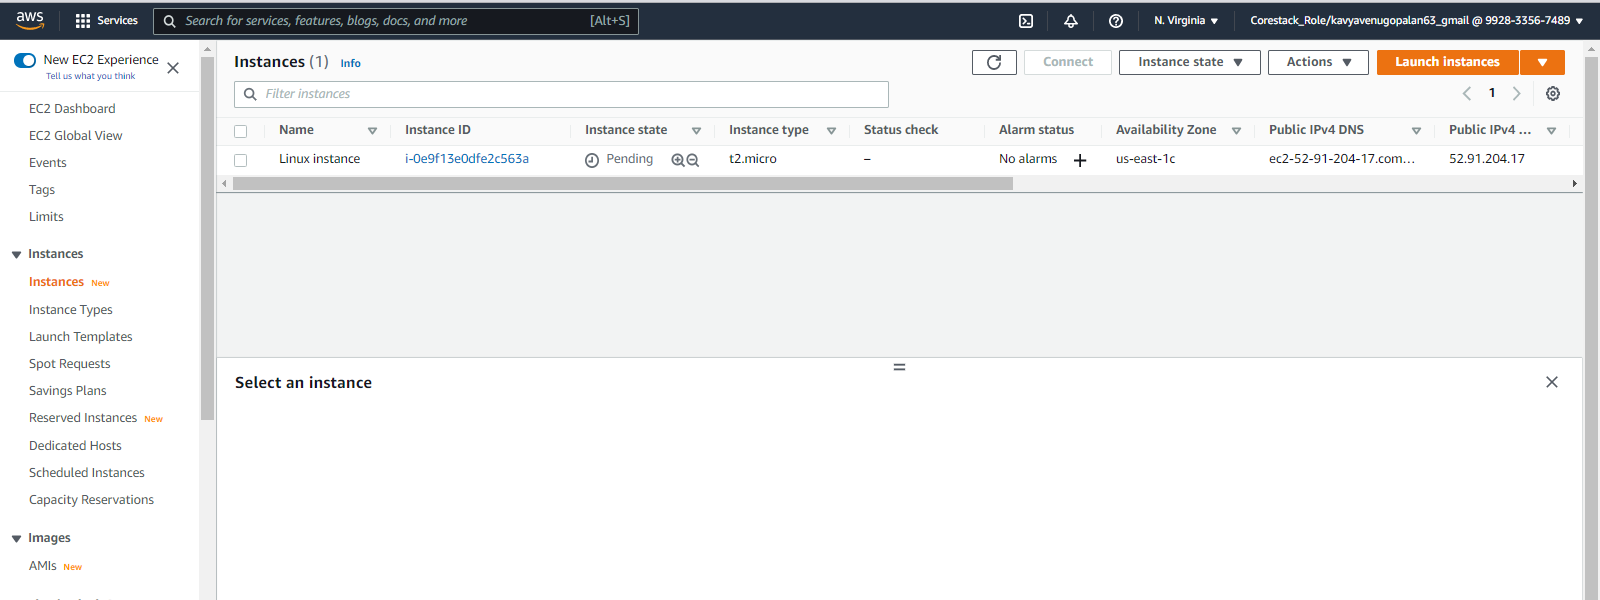 aws Services Search for services, features, blogs, docs, and more [Alt+S] N. Virginia Corestack_Role/kavyavenugopalan63_gmail @ 9928-3356-7489
New EC2 Experience
Tell us what you think
EC2 Dashboard
EC2 Global View
Events
Tags
Limits
Instances
Instances New
Instance Types
Launch Templates
Spot Requests
Savings Plans
Reserved Instances New
Dedicated Hosts
Scheduled Instances
Capacity Reservations
Images
AMIs New
Instances (1) Info Connect Instance state Actions Launch instances
Filter instances 1
Name Instance ID Instance state Instance type Status check Alarm status Availability Zone Public IPv4 DNS Public IPv4 ...
Linux instance i-0e9f13e0dfe2c563a Pending t2.micro – No alarms + us-east-1c ec2-52-91-204-17.com... 52.91.204.17
Select an instance